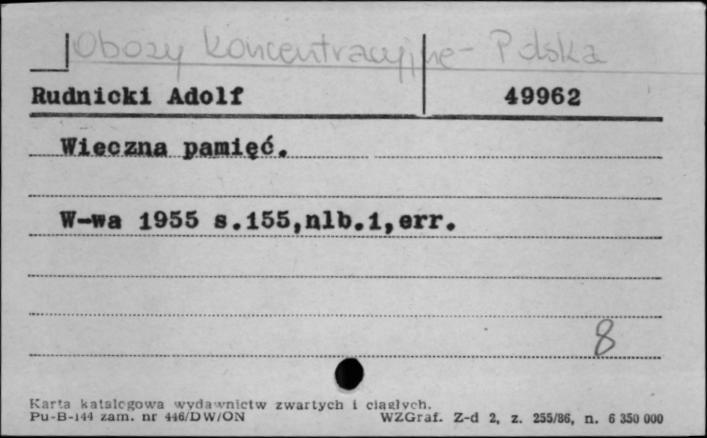 Obozy koncentracyjne - Polska
Rudnicki Adolf 49962
Wieczna pamięć.
W-wa 1955 s.155,nlb.1,err.
8
Karta katalogowa wydawnictw zwartych i ciągłych.
Pu-B-144 zam. nr 446/DW/ON WZGraf. Z-d 2, z. 255/86, n. 6 350 000